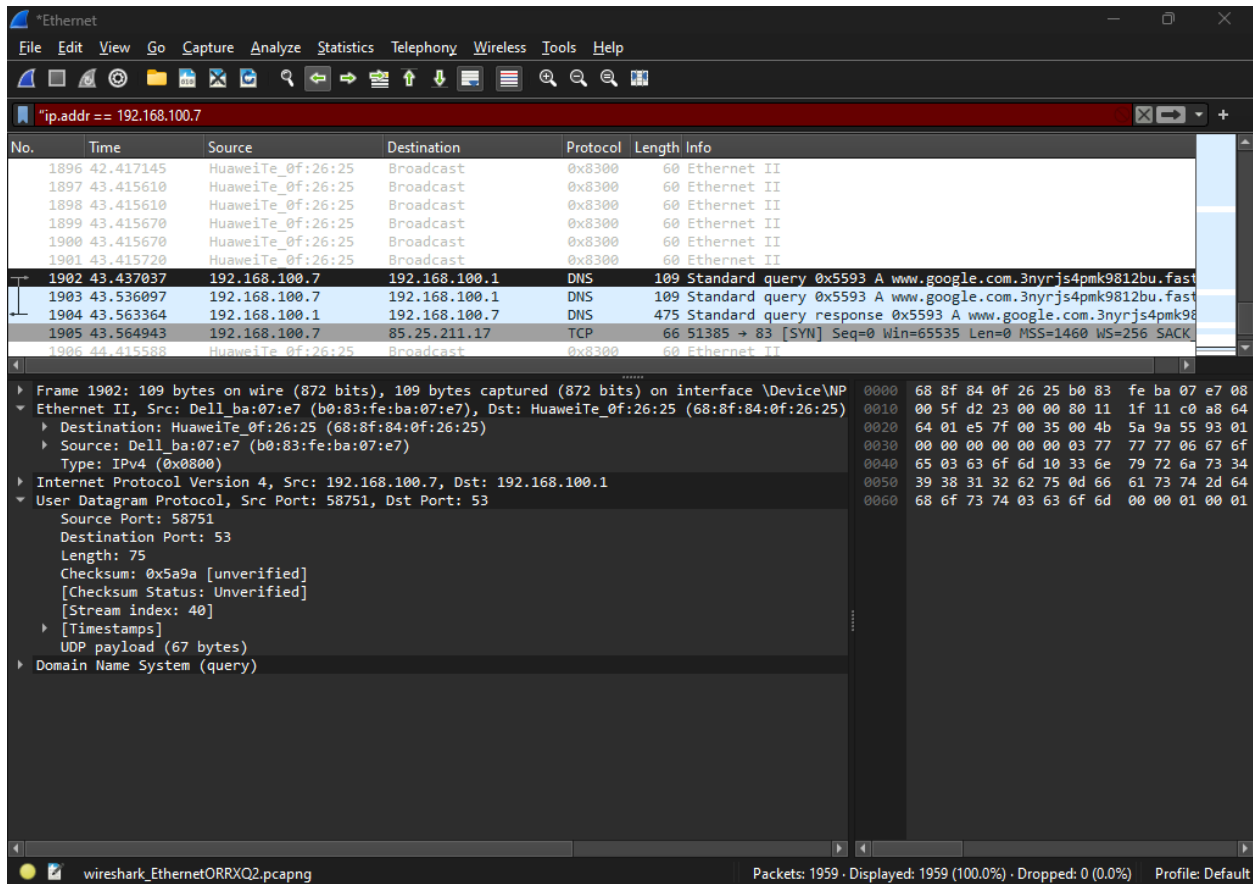 *Ethernet
File Edit View Go Capture Analyze Statistics Telephony Wireless Tools Help
"ip.addr == 192.168.100.7
No. Time Source Destination Protocol Length Info
1896 42.417145 HuaweiTe_0f:26:25 Broadcast 0x8300 60 Ethernet II
1897 43.415610 HuaweiTe_0f:26:25 Broadcast 0x8300 60 Ethernet II
1898 43.415610 HuaweiTe_0f:26:25 Broadcast 0x8300 60 Ethernet II
1899 43.415670 HuaweiTe_0f:26:25 Broadcast 0x8300 60 Ethernet II
1900 43.415670 HuaweiTe_0f:26:25 Broadcast 0x8300 60 Ethernet II
1901 43.415720 HuaweiTe_0f:26:25 Broadcast 0x8300 60 Ethernet II
1902 43.437037 192.168.100.7 192.168.100.1 DNS 109 Standard query 0x5593 A www.google.com.3nyrjs4pmk9812bu.fast
1903 43.536097 192.168.100.7 192.168.100.1 DNS 109 Standard query 0x5593 A www.google.com.3nyrjs4pmk9812bu.fast
1904 43.563364 192.168.100.1 192.168.100.7 DNS 475 Standard query response 0x5593 A www.google.com.3nyrjs4pmk98
1905 43.564943 192.168.100.7 85.25.211.17 TCP 66 51385 → 83 [SYN] Seq=0 Win=65535 Len=0 MSS=1460 WS=256 SACK_
1906 44.415588 HuaweiTe_0f:26:25 Broadcast 0x8300 60 Ethernet II
Frame 1902: 109 bytes on wire (872 bits), 109 bytes captured (872 bits) on interface \Device\NP
Ethernet II, Src: Dell_ba:07:e7 (b0:83:fe:ba:07:e7), Dst: HuaweiTe_0f:26:25 (68:8f:84:0f:26:25)
Destination: HuaweiTe_0f:26:25 (68:8f:84:0f:26:25)
Source: Dell_ba:07:e7 (b0:83:fe:ba:07:e7)
Type: IPv4 (0x0800)
Internet Protocol Version 4, Src: 192.168.100.7, Dst: 192.168.100.1
User Datagram Protocol, Src Port: 58751, Dst Port: 53
Source Port: 58751
Destination Port: 53
Length: 75
Checksum: 0x5a9a [unverified]
[Checksum Status: Unverified]
[Stream index: 40]
[Timestamps]
UDP payload (67 bytes)
Domain Name System (query)
0000 68 8f 84 0f 26 25 b0 83 fe ba 07 e7 08
0010 00 5f d2 23 00 00 80 11 1f 11 c0 a8 64
0020 64 01 e5 7f 00 35 00 4b 5a 9a 55 93 01
0030 00 00 00 00 00 00 03 77 77 77 06 67 6f
0040 65 03 63 6f 6d 10 33 6e 79 72 6a 73 34
0050 39 38 31 32 62 75 0d 66 61 73 74 2d 64
0060 68 6f 73 74 03 63 6f 6d 00 00 01 00 01
wireshark_EthernetORRXQ2.pcapng
Packets: 1959 · Displayed: 1959 (100.0%) · Dropped: 0 (0.0%) Profile: Default